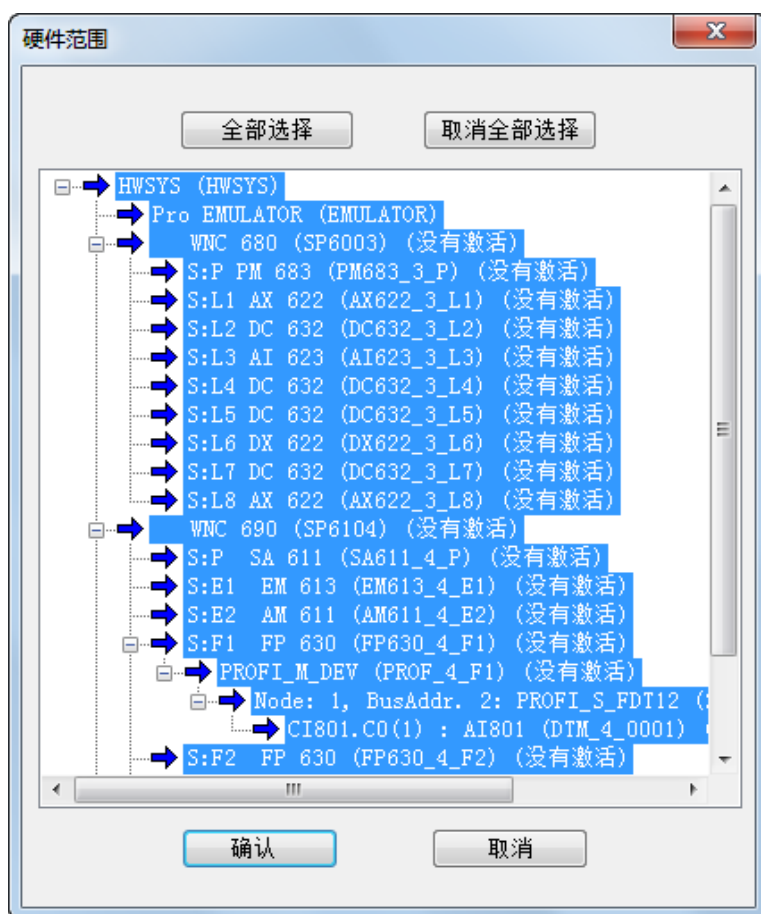 硬件范围
全部选择 取消全部选择
HWSYS (HWSYS)
Pro EMULATOR (EMULATOR)
WNC 680 (SP6003) (没有激活)
S:P PM 683 (PM683_3_P) (没有激活)
S:L1 AX 622 (AX622_3_L1) (没有激活)
S:L2 DC 632 (DC632_3_L2) (没有激活)
S:L3 AI 623 (AI623_3_L3) (没有激活)
S:L4 DC 632 (DC632_3_L4) (没有激活)
S:L5 DC 632 (DC632_3_L5) (没有激活)
S:L6 DX 622 (DX622_3_L6) (没有激活)
S:L7 DC 632 (DC632_3_L7) (没有激活)
S:L8 AX 622 (AX622_3_L8) (没有激活)
WNC 690 (SP6104) (没有激活)
S:P SA 611 (SA611_4_P) (没有激活)
S:E1 EM 613 (EM613_4_E1) (没有激活)
S:E2 AM 611 (AM611_4_E2) (没有激活)
S:F1 FP 630 (FP630_4_F1) (没有激活)
PROFI_M_DEV (PROF_4_F1) (没有激活)
Node: 1, BusAddr. 2: PROFI_S_FDT12 (
CI801.C0(1) : AI801 (DTM_4_0001)
S:F2 FP 630 (FP630_4_F2) (没有激活)
确认 取消